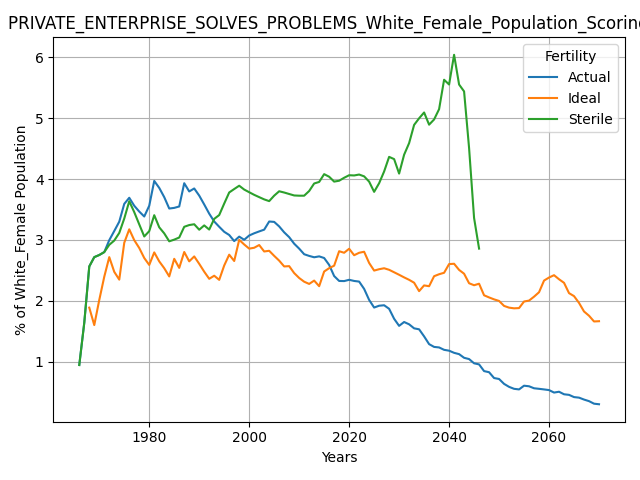 PRIVATE_ENTERPRISE_SOLVES_PROBLEMS_White_Female_Population_Scorin
Fertility
Actual
Ideal
Sterile
% of White_Female Population
6
5
4
3
2
1
1980
2000
2020
2040
2060
Years